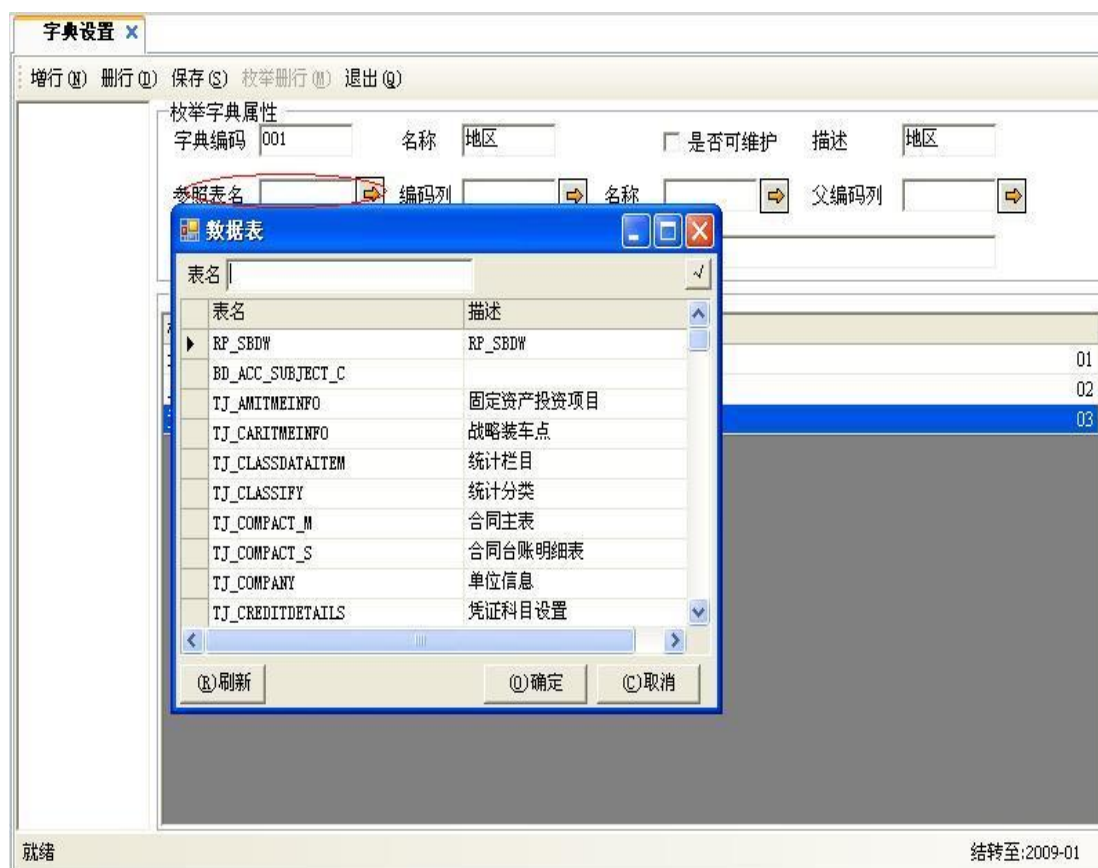 字典设置
增行(N) 删行(D) 保存(S) 枚举删行(M) 退出(Q)
枚举字典属性
字典编码 001 名称 地区 是否可维护 描述 地区
参照表名 编码列 名称 父编码列
数据表
表名
表名 描述
RP_SBDW RP_SBDW
BD_ACC_SUBJECT_C
TJ_AMITMEINFO 固定资产投资项目
TJ_CARITMEINFO 战略装车点
TJ_CLASSDATAITEM 统计栏目
TJ_CLASSIFY 统计分类
TJ_COMPACT_M 合同主表
TJ_COMPACT_S 合同台账明细表
TJ_COMPANY 单位信息
TJ_CREDITDETAILS 凭证科目设置
(R)刷新 (O)确定 (C)取消
01
02
03
就绪 结转至:2009-01